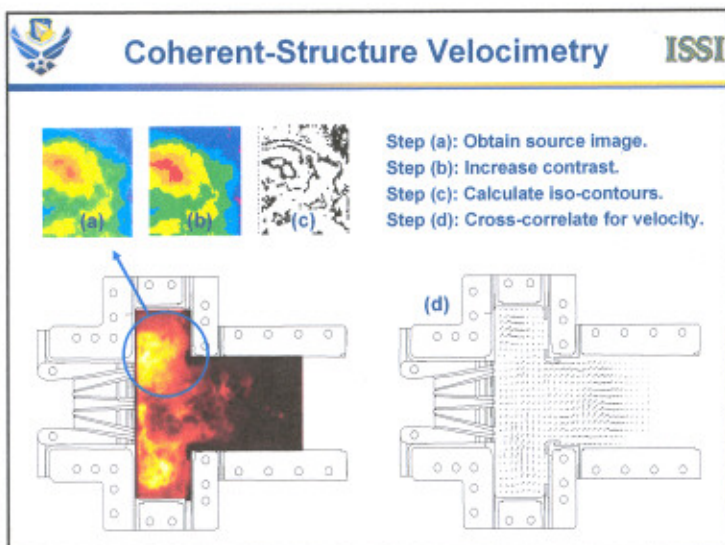 Coherent-Structure Velocimetry
ISSI
Step (a): Obtain source image.
Step (b): Increase contrast.
Step (c): Calculate iso-contours.
Step (d): Cross-correlate for velocity.
(a)
(b)
(c)
(d)